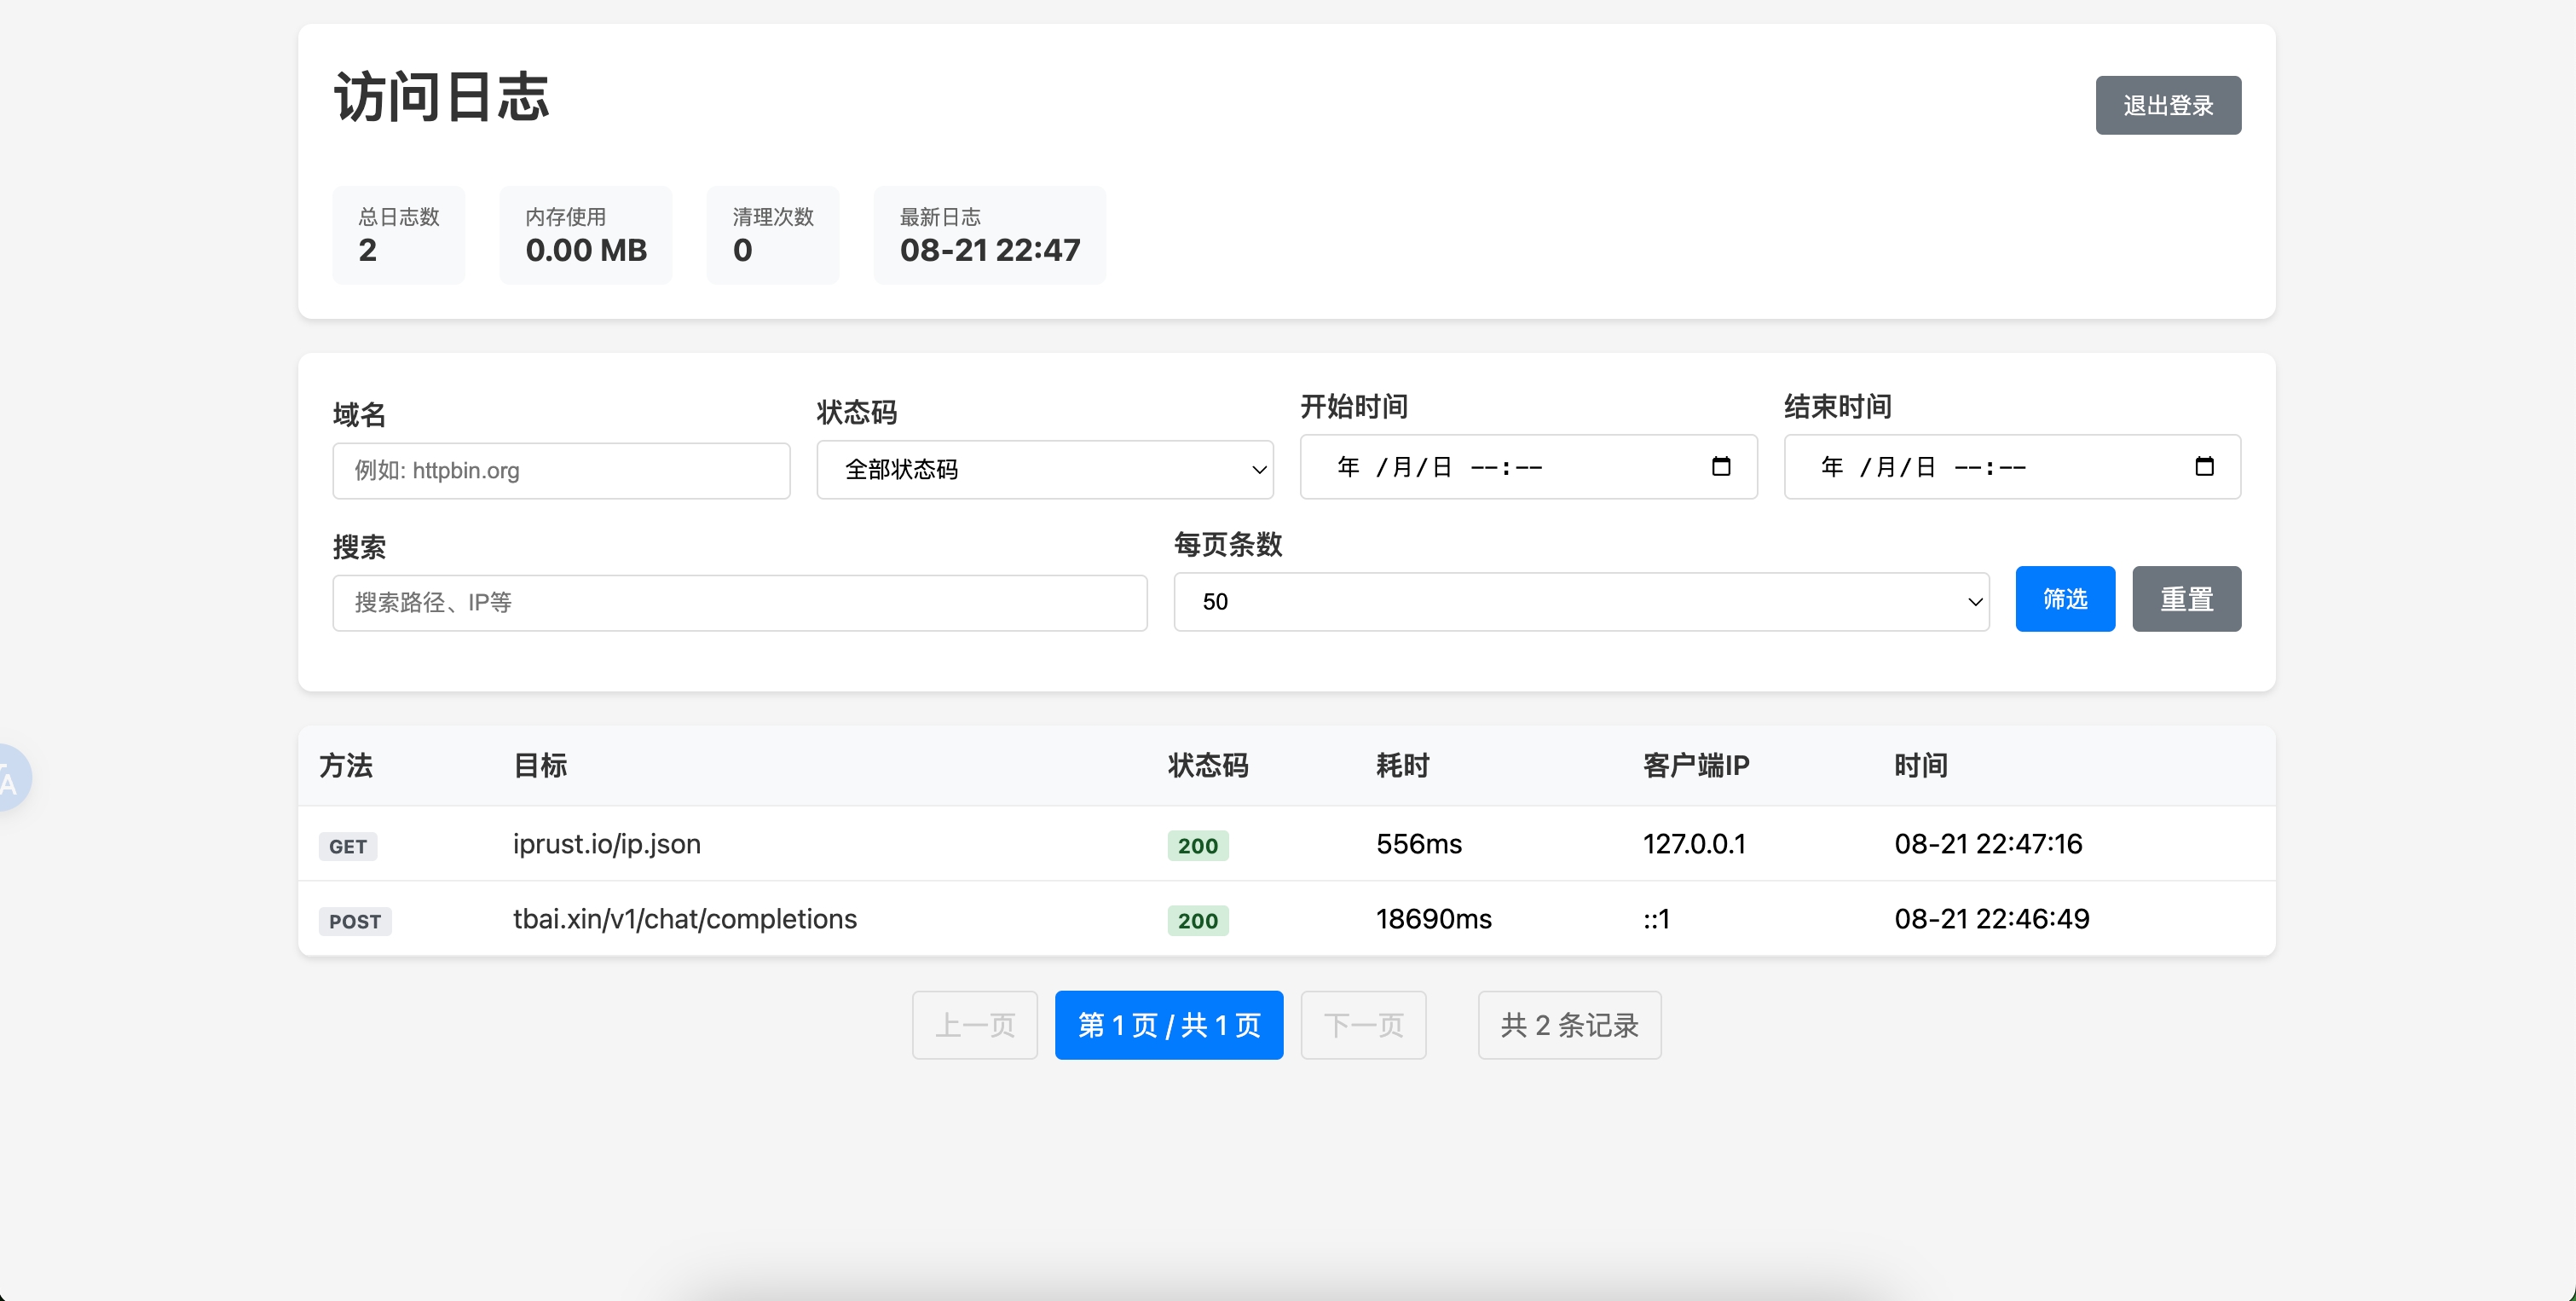 访问日志
退出登录
总日志数
2
内存使用
0.00 MB
清理次数
0
最新日志
08-21 22:47
域名
例如: httpbin.org
状态码
全部状态码
开始时间
年 /月/日 --:--
结束时间
年 /月/日 --:--
搜索
搜索路径、IP等
每页条数
50
筛选
重置
方法 目标 状态码 耗时 客户端IP 时间
GET iprust.io/ip.json 200 556ms 127.0.0.1 08-21 22:47:16
POST tbai.xin/v1/chat/completions 200 18690ms ::1 08-21 22:46:49
上一页 第 1 页 / 共 1 页 下一页 共 2 条记录